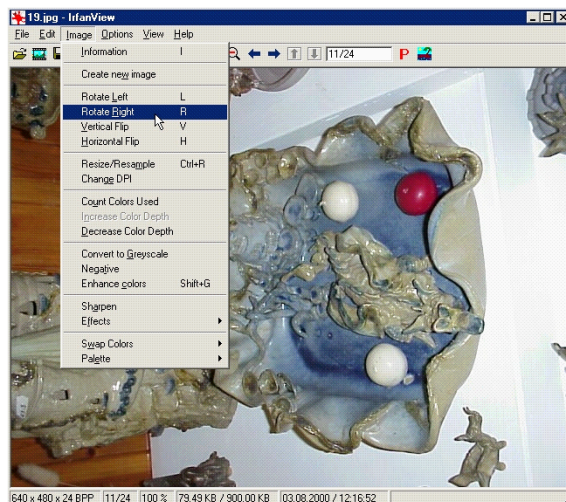 19.jpg - IrfanView
File Edit Image Options View Help
11/24 P
Information I
Create new image
Rotate Left L
Rotate Right R
Vertical Flip V
Horizontal Flip H
Resize/Resample Ctrl+R
Change DPI
Count Colors Used
Increase Color Depth
Decrease Color Depth
Convert to Greyscale
Negative
Enhance colors Shift+G
Sharpen
Effects
Swap Colors
Palette
640 x 480 x 24 BPP 11/24 100 % 79.49 KB / 900.00 KB 03.08.2000 / 12:16:52